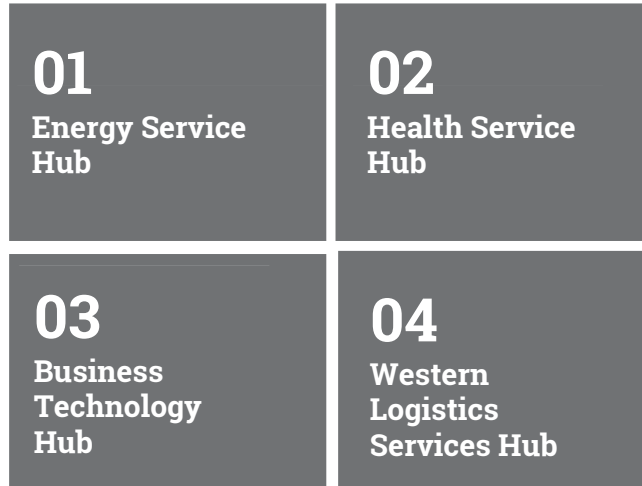 01
Energy Service
Hub
02
Health Service
Hub
03
Business
Technology
Hub
04
Western
Logistics
Services Hub